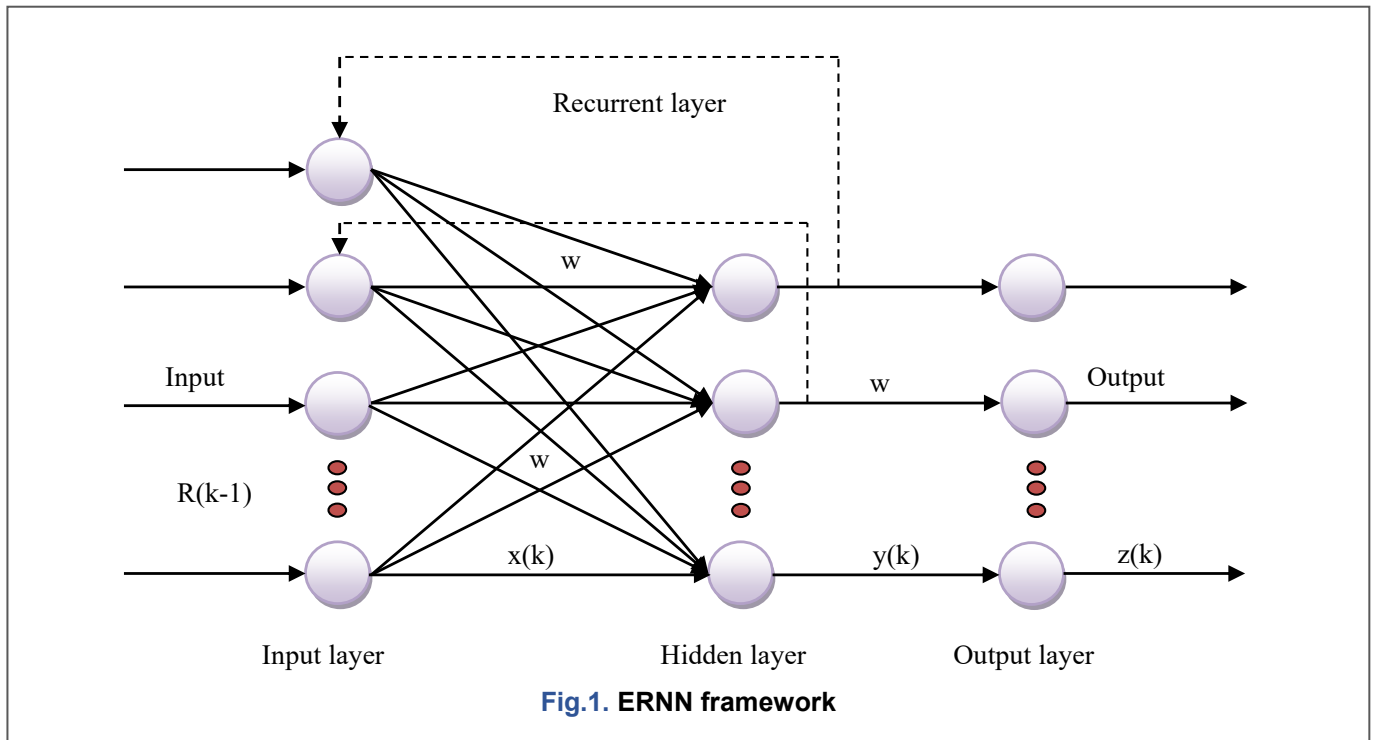 Recurrent layer
w
Input
w
Output
w
R(k-1)
x(k)
y(k)
z(k)
Input layer
Hidden layer
Output layer
Fig.1. ERNN framework